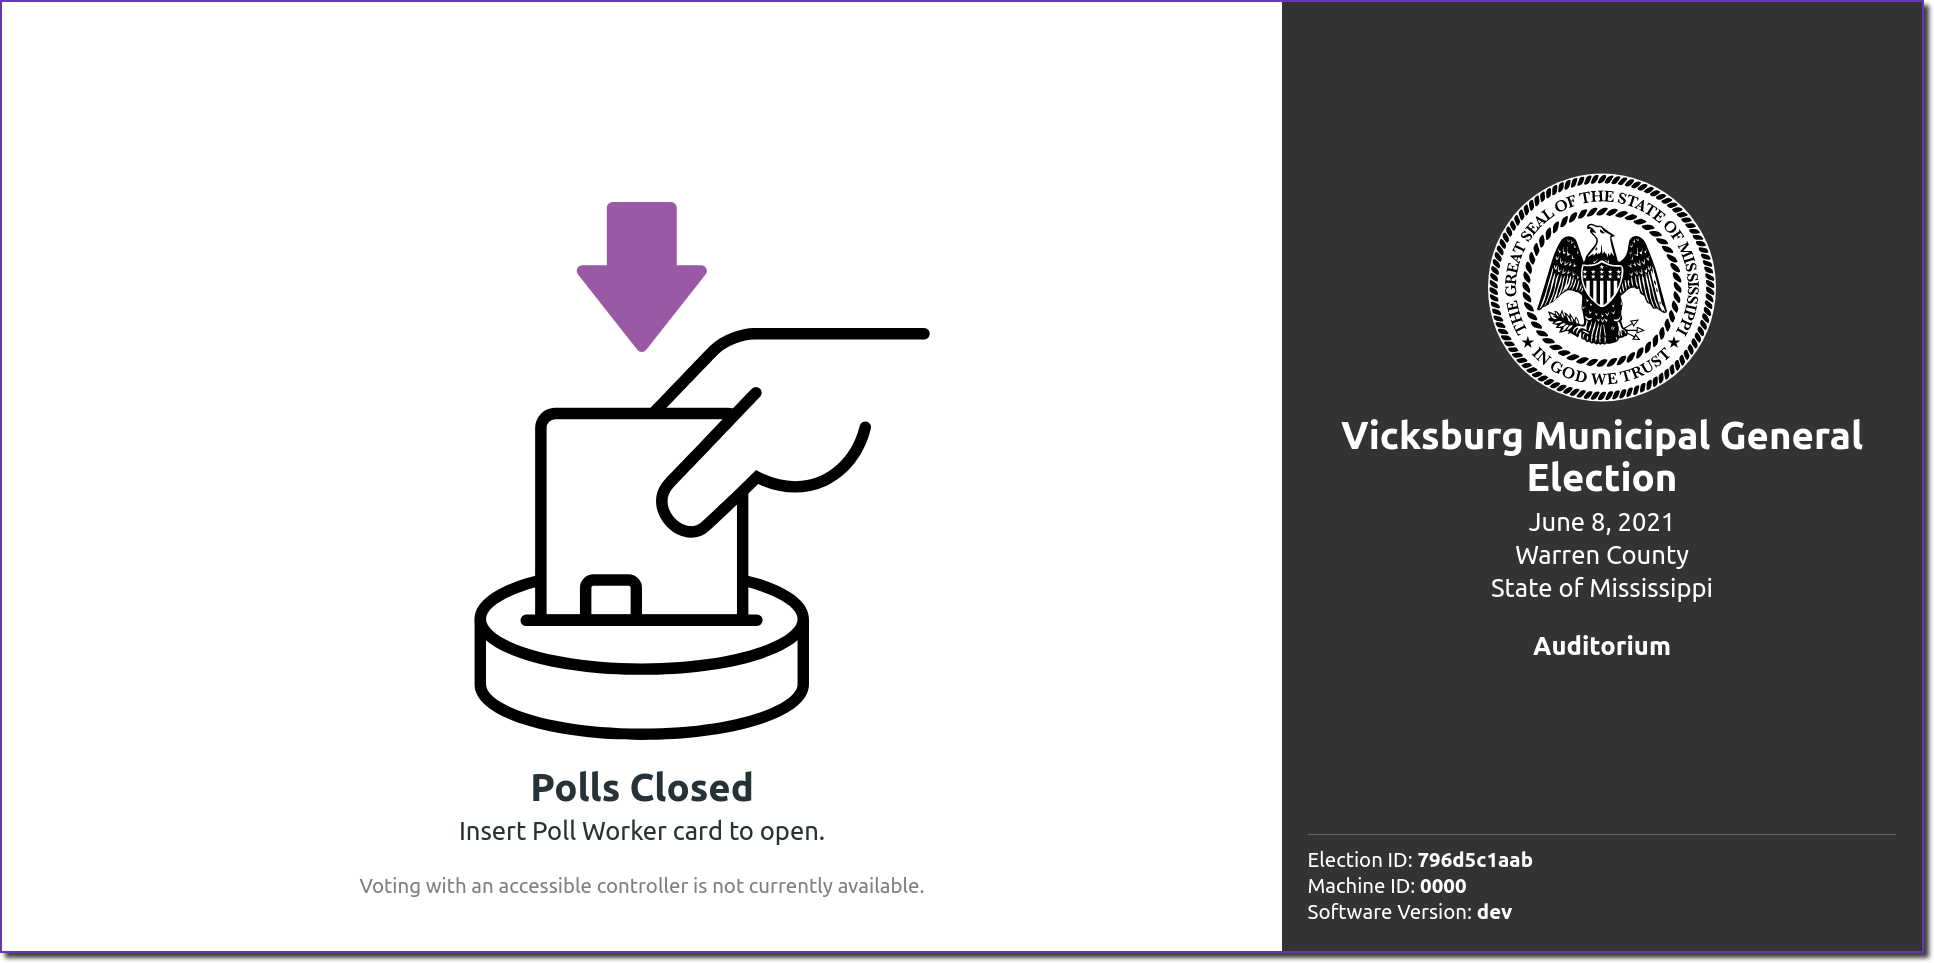 Polls Closed
Insert Poll Worker card to open.
Voting with an accessible controller is not currently available.
THE GREAT SEAL OF THE STATE OF MISSISSIPPI
IN GOD WE TRUST
Vicksburg Municipal General
Election
June 8, 2021
Warren County
State of Mississippi
Auditorium
Election ID: 796d5c1aab
Machine ID: 0000
Software Version: dev